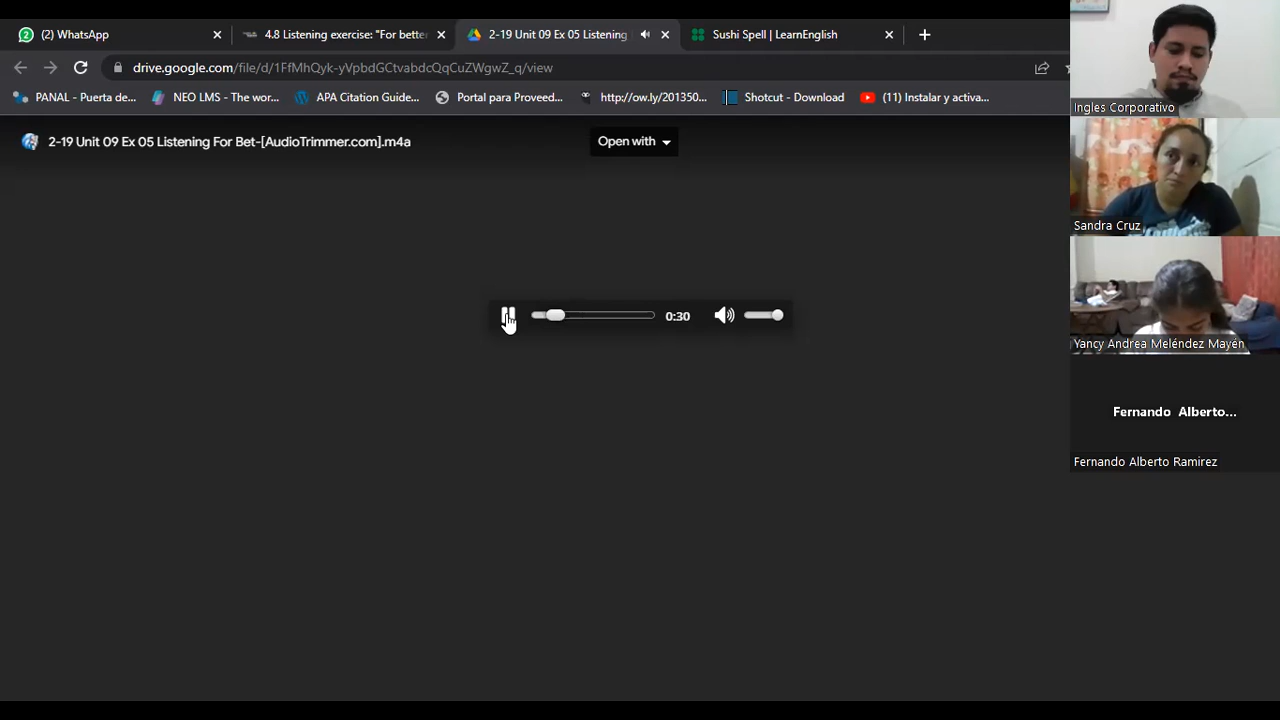 (2) WhatsApp
4.8 Listening exercise: "For bette
2-19 Unit 09 Ex 05 Listening
Sushi Spell | LearnEnglish
drive.google.com/file/d/1FfMhQyk-yVpbdGCtvabdcQqCuZWgwZ_q/view
PANAL - Puerta de...
NEO LMS - The wor...
APA Citation Guide...
Portal para Proveed...
http://ow.ly/201350...
Shotcut - Download
(11) Instalar y activa...
2-19 Unit 09 Ex 05 Listening For Bet-[AudioTrimmer.com].m4a
Open with
0:30
Ingles Corporativo
Sandra Cruz
Yancy Andrea Meléndez Mayén
Fernando Alberto...
Fernando Alberto Ramirez